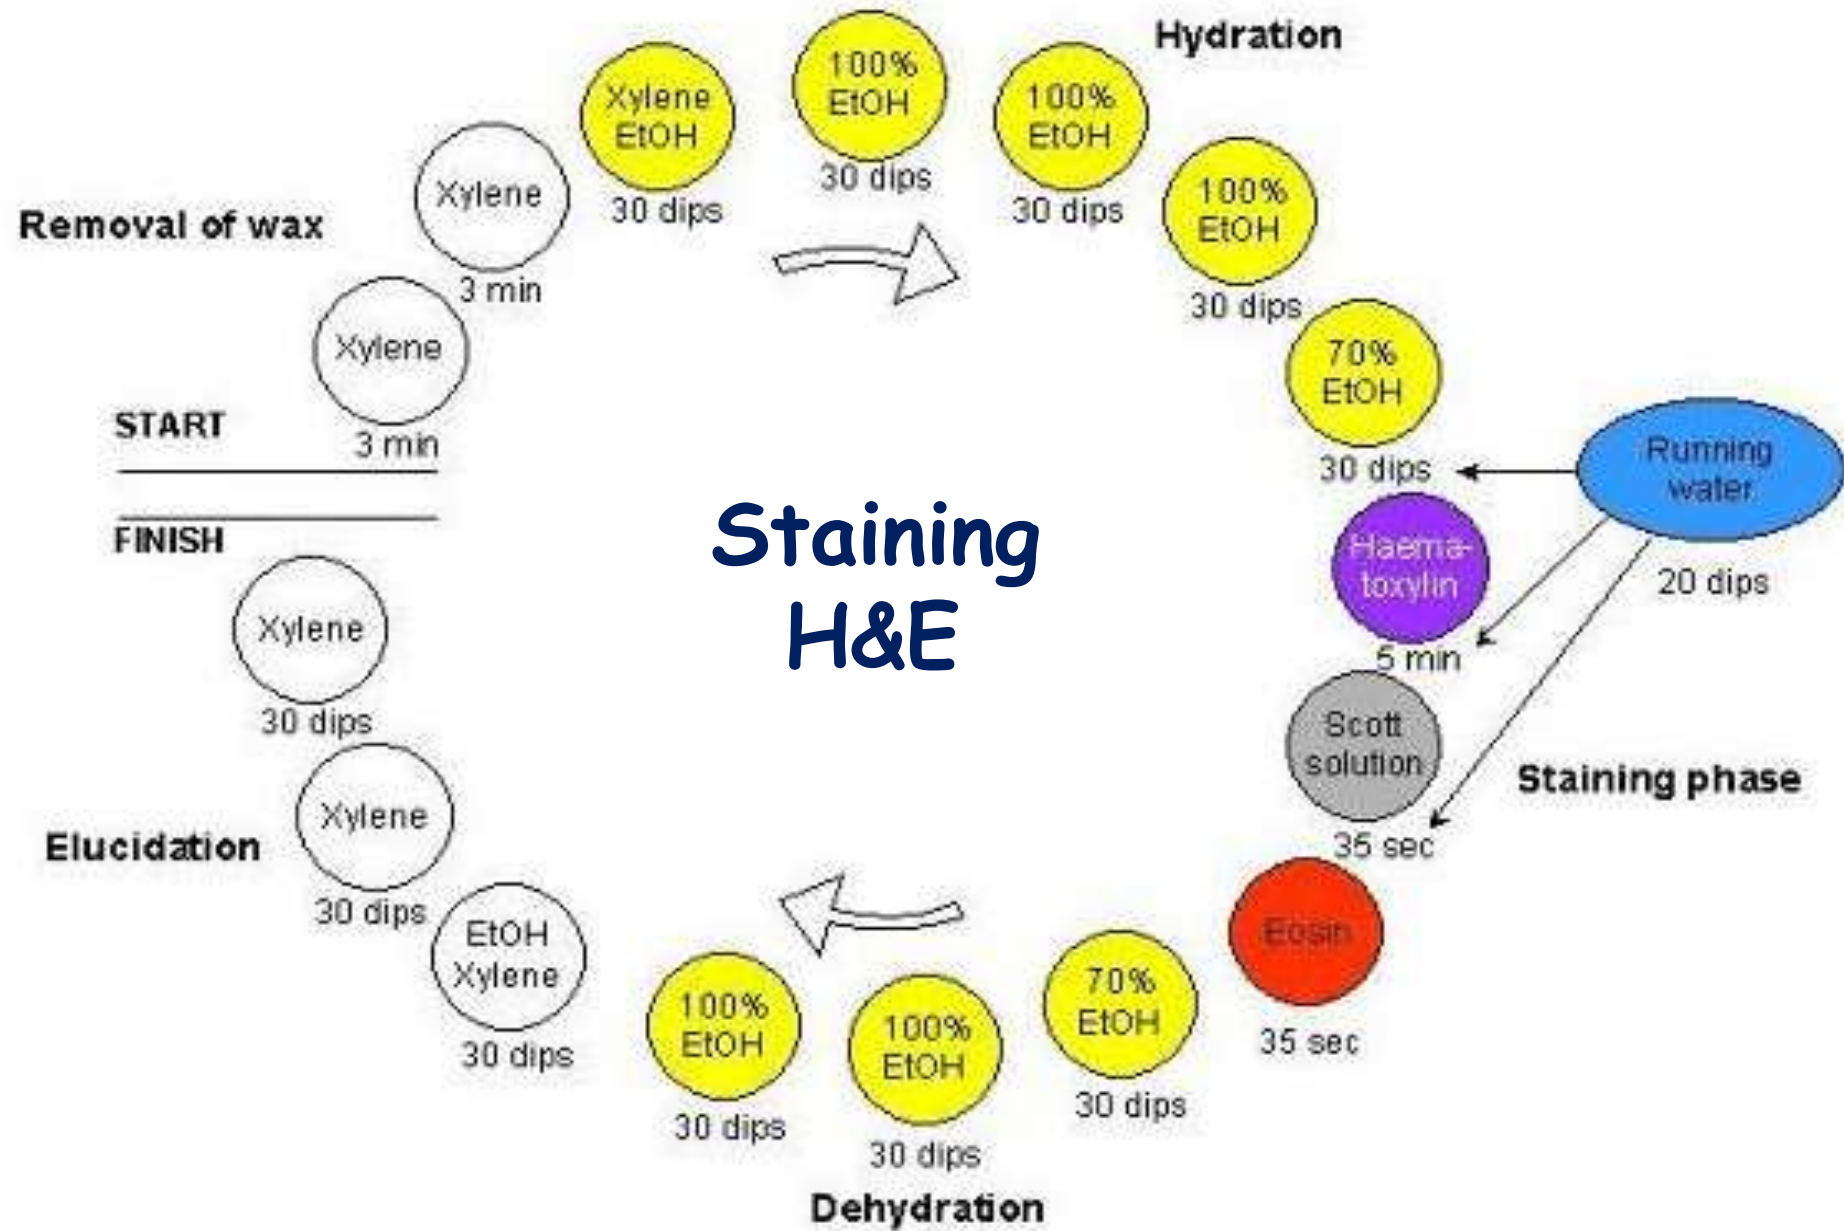 Removal of wax
START
Xylene
3 min
Xylene
3 min
Xylene
EtOH
30 dips
100%
EtOH
30 dips
Hydration
100%
EtOH
30 dips
100%
EtOH
30 dips
70%
EtOH
30 dips
Running
water
20 dips
Haema-
toxylin
5 min
Scott
solution
35 sec
Staining phase
Eosin
35 sec
70%
EtOH
30 dips
100%
EtOH
30 dips
100%
EtOH
30 dips
Dehydration
EtOH
Xylene
30 dips
Elucidation
Xylene
30 dips
Xylene
30 dips
FINISH
Staining
H&E